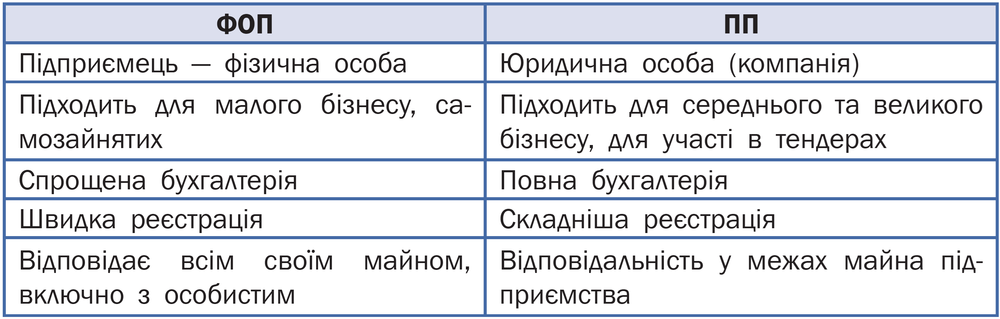 ФОП
ПП
Підприємець — фізична особа
Юридична особа (компанія)
Підходить для малого бізнесу, са-
мозайнятих
Підходить для середнього та великого
бізнесу, для участі в тендерах
Спрощена бухгалтерія
Повна бухгалтерія
Швидка реєстрація
Складніша реєстрація
Відповідає всім своїм майном,
включно з особистим
Відповідальність у межах майна під-
приємства